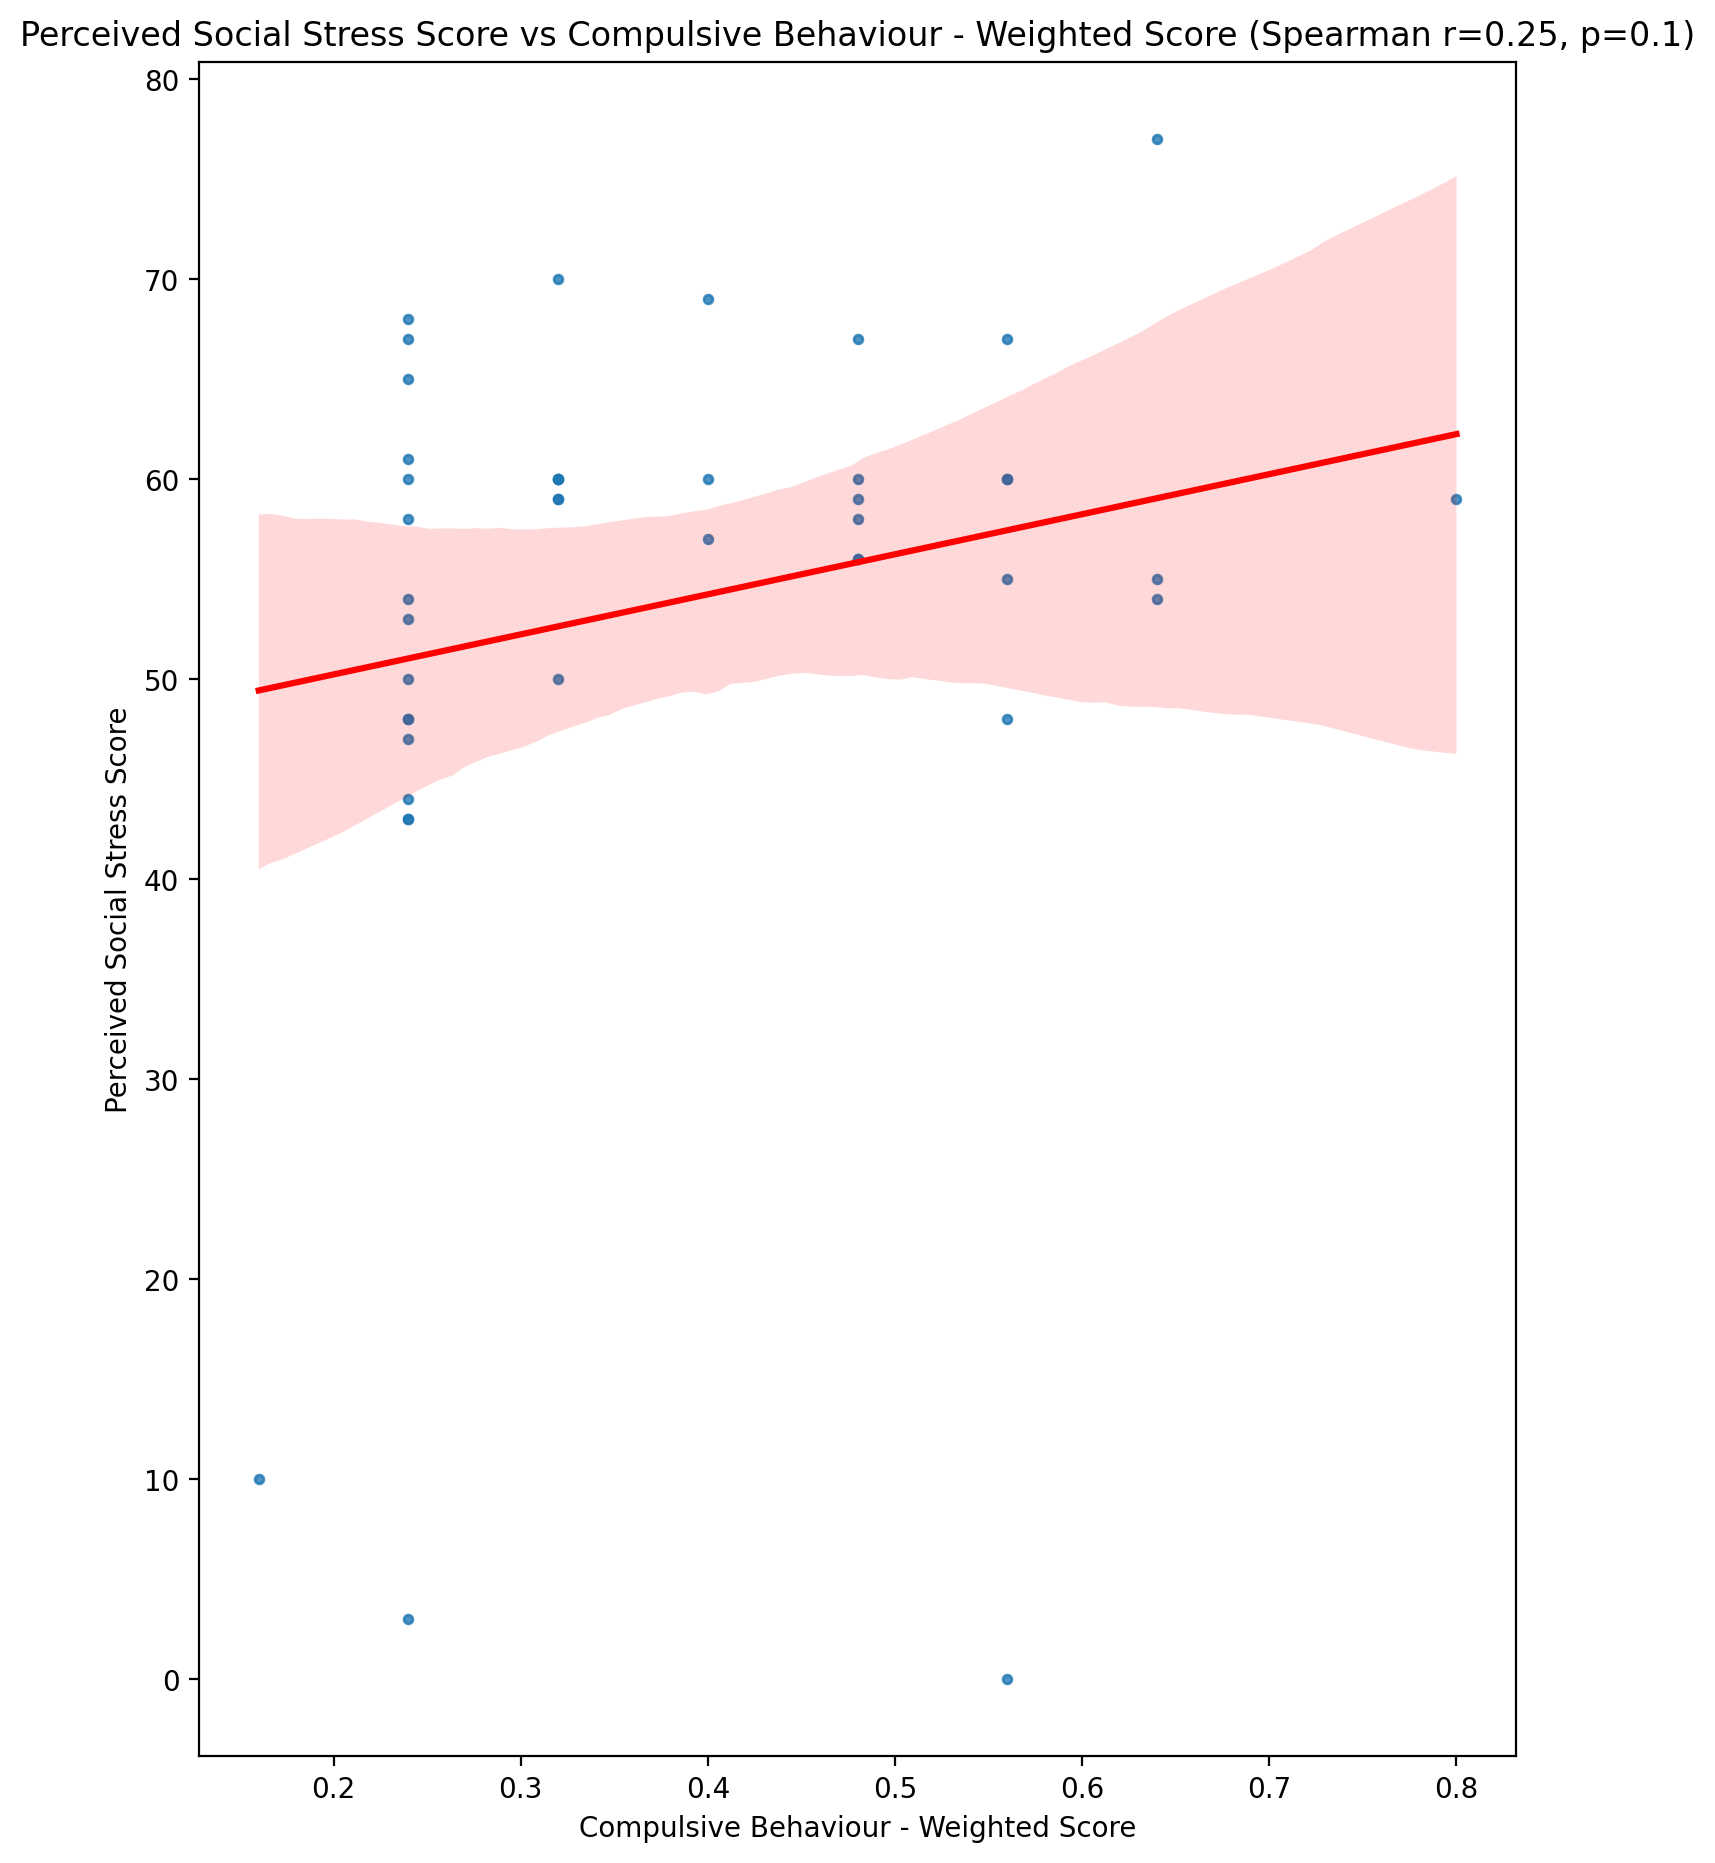 Perceived Social Stress Score vs Compulsive Behaviour - Weighted Score (Spearman r=0.25, p=0.1)
80
70
60
50
40
30
20
10
0
Perceived Social Stress Score
0.2 0.3 0.4 0.5 0.6 0.7 0.8
Compulsive Behaviour - Weighted Score